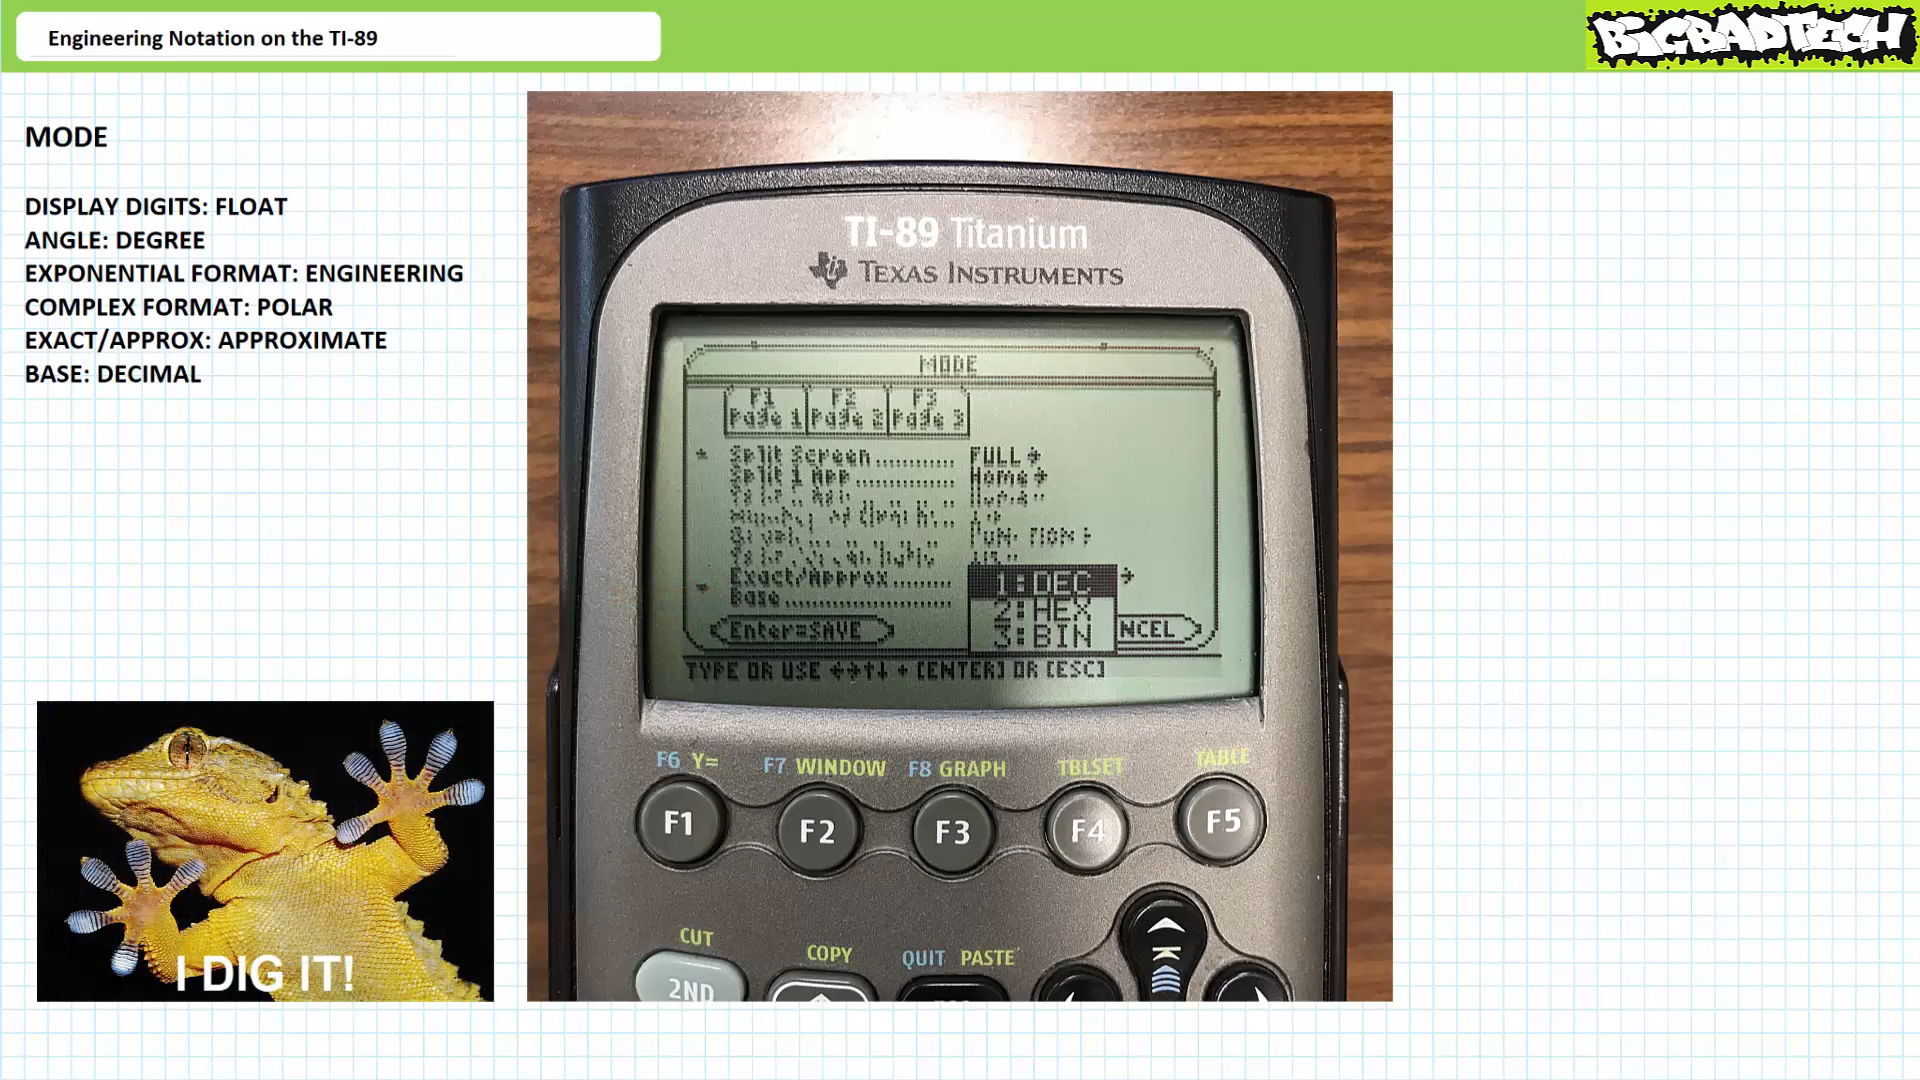 Engineering Notation on the TI-89
BIGBADTECH
MODE
DISPLAY DIGITS: FLOAT
ANGLE: DEGREE
EXPONENTIAL FORMAT: ENGINEERING
COMPLEX FORMAT: POLAR
EXACT/APPROX: APPROXIMATE
BASE: DECIMAL
I DIG IT!
TI-89 Titanium
TEXAS INSTRUMENTS
MODE
F1 F2 F3
Page 1 Page 2 Page 3
Split Screen........... FULL→
Split 1 App............. Home→
Exact/Approx........ →
Base......................
1:DEC
2:HEX
3:BIN
Enter=SAVE NCEL
TYPE OR USE ←→↑↓ + [ENTER] OR [ESC]
F6 Y= F7 WINDOW F8 GRAPH TBLSET TABLE
F1 F2 F3 F4 F5
CUT COPY QUIT PASTE
2ND
K